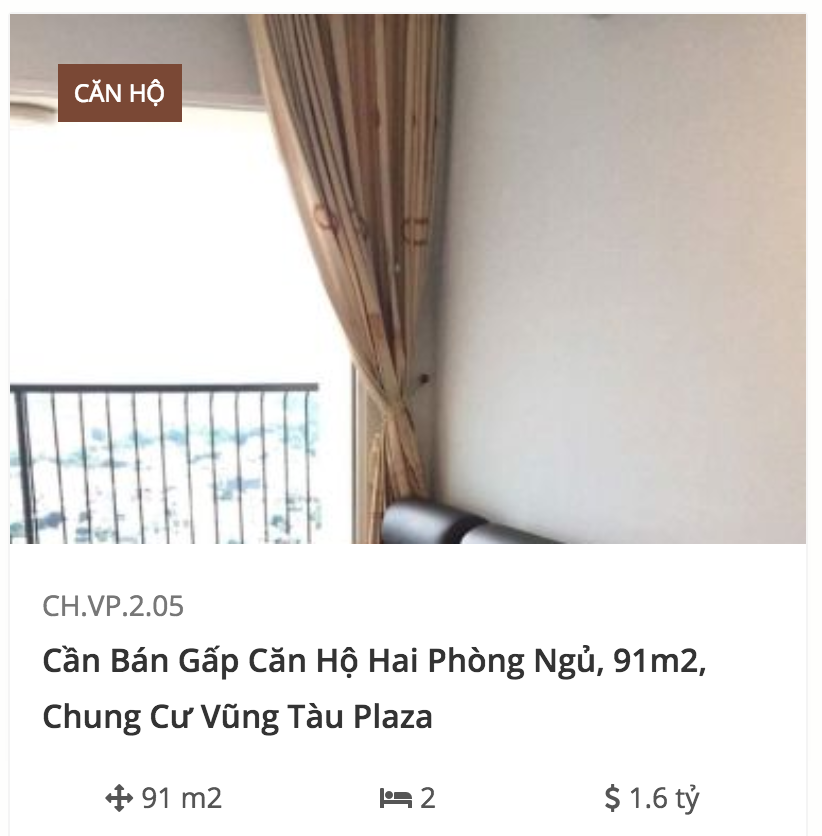 CĂN HỘ
CH.VP.2.05
Cần Bán Gấp Căn Hộ Hai Phòng Ngủ, 91m2,
Chung Cư Vũng Tàu Plaza
91 m2 2 $ 1.6 tỷ